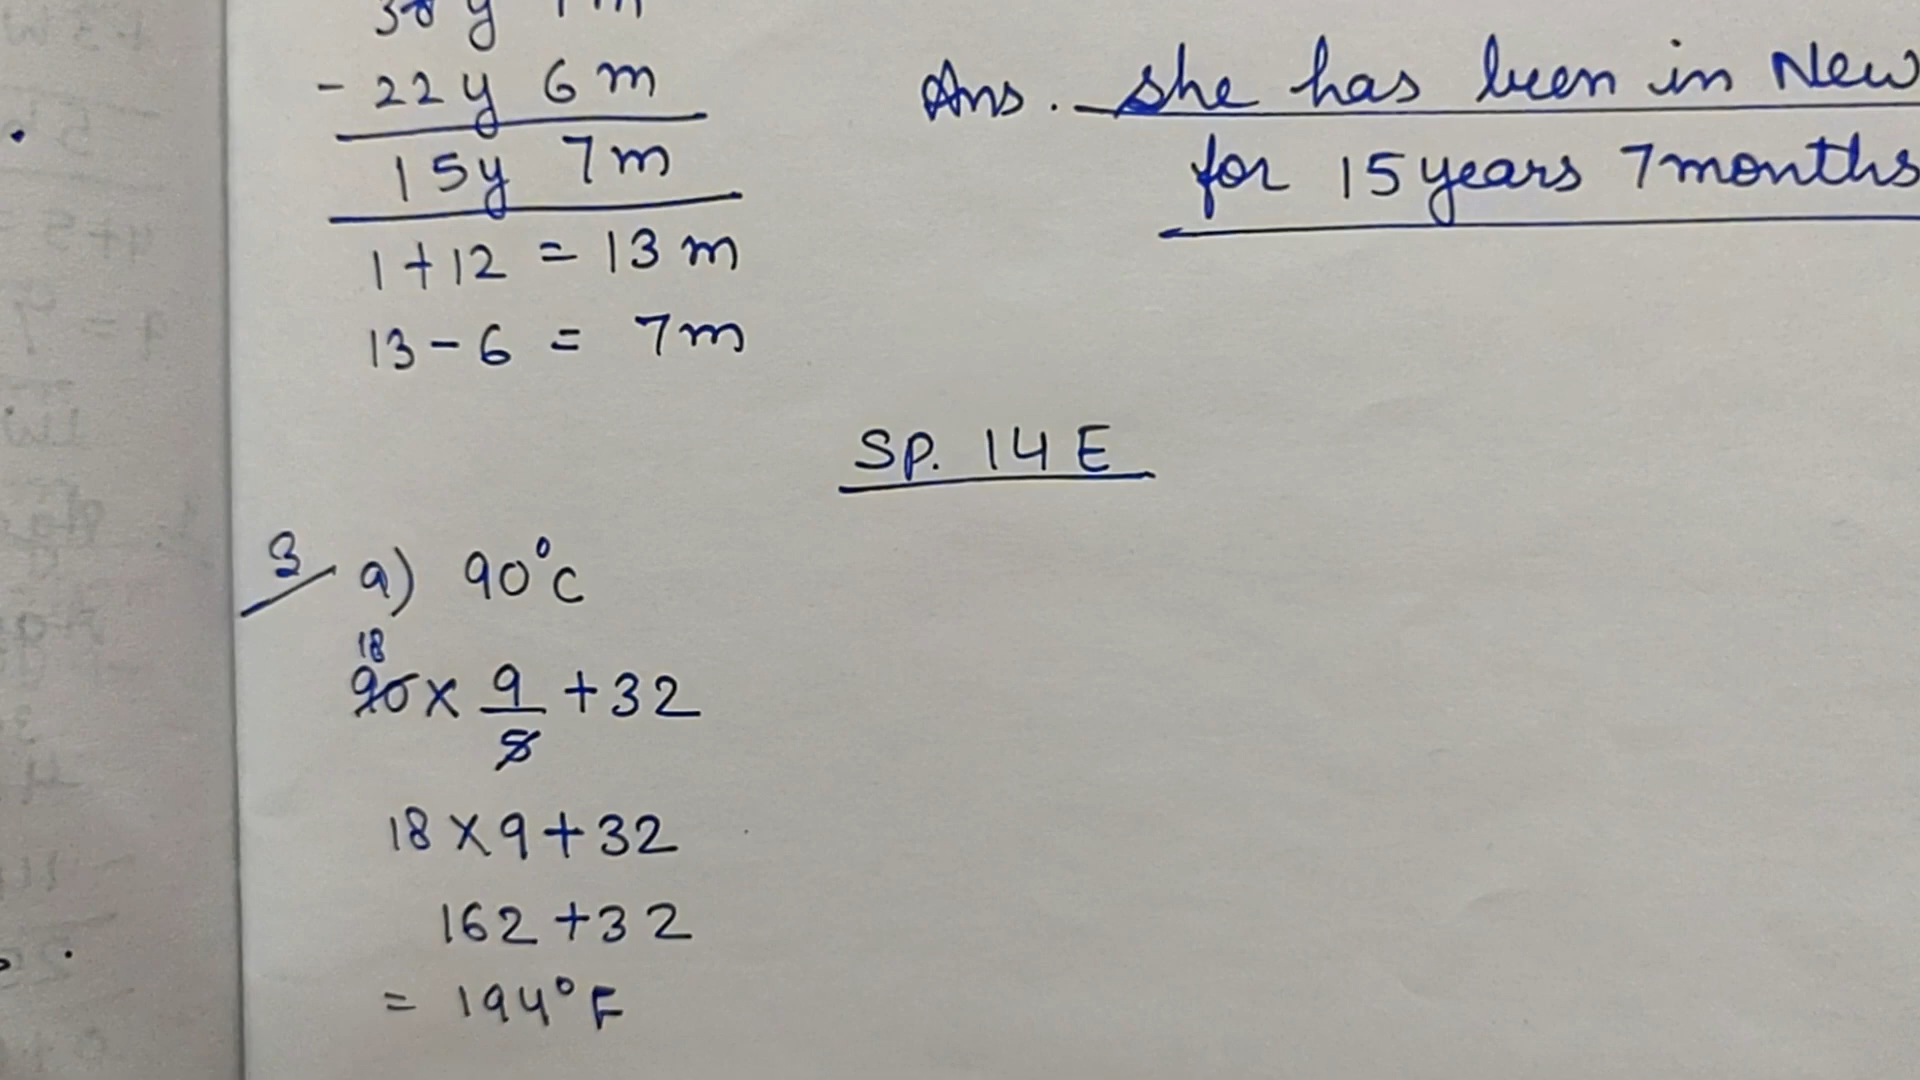 - 22y 6m
15y 7m
1+12 = 13 m
13-6 = 7m
Ans. she has been in New
for 15 years 7 months
SP. 14 E
3 a) 90°C
18
90 x 9/5 + 32
18 x 9 + 32
162 + 32
= 194°F